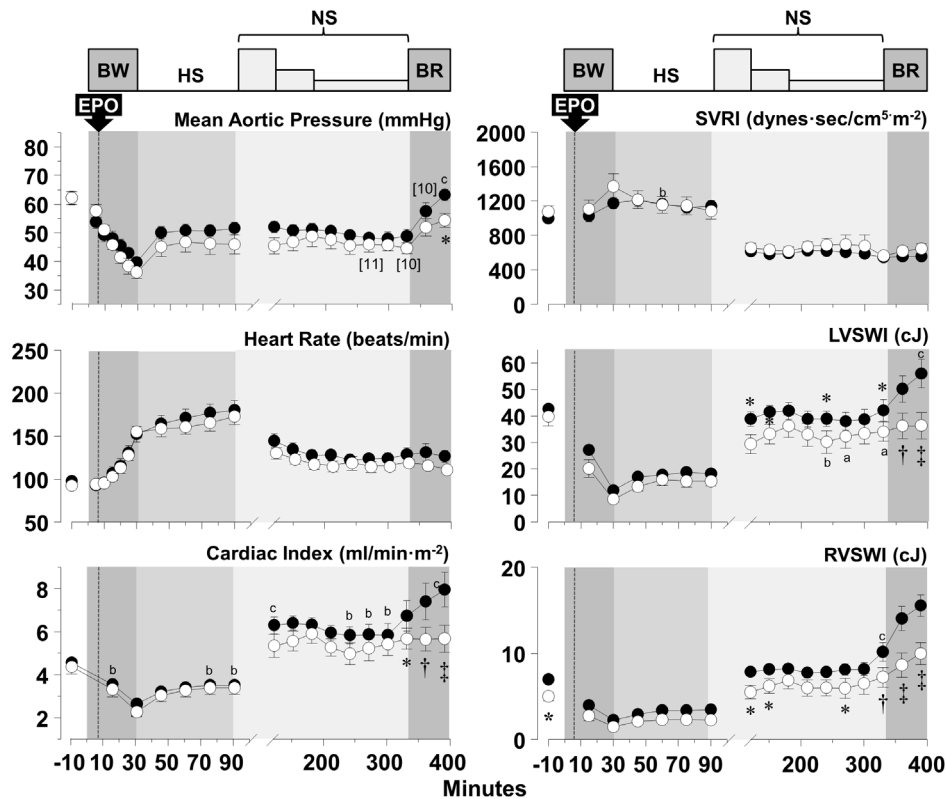 NS
BW
HS
BR
EPO
Mean Aortic Pressure (mmHg)
80
70
60
50
40
30
[10]
c
*
[11]
[10]
Heart Rate (beats/min)
250
200
150
100
50
Cardiac Index (ml/min·m-2)
8
6
4
2
b
b
b
c
b
b
b
c
*
†
‡
-10 10 30 50 70 90 200 300 400
NS
BW
HS
BR
EPO
SVRI (dynes·sec/cm5·m-2)
2000
1600
1200
800
400
0
b
LVSWI (cJ)
60
50
40
30
20
10
0
*
*
*
*
c
b
a
a
†
‡
RVSWI (cJ)
20
10
0
*
*
*
*
c
†
‡
‡
-10 10 30 50 70 90 200 300 400
Minutes